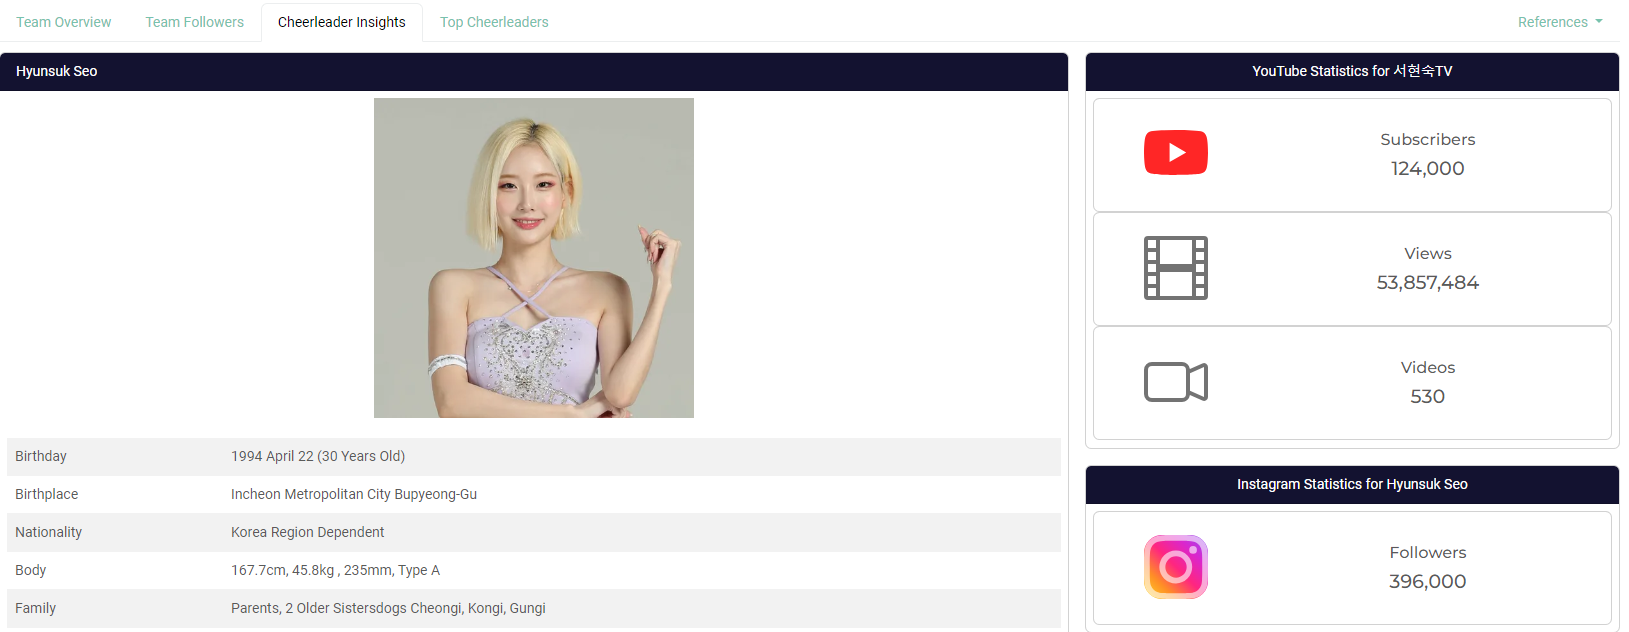 Team Overview
Team Followers
Cheerleader Insights
Top Cheerleaders
References
Hyunsuk Seo
Birthday 1994 April 22 (30 Years Old)
Birthplace Incheon Metropolitan City Bupyeong-Gu
Nationality Korea Region Dependent
Body 167.7cm, 45.8kg , 235mm, Type A
Family Parents, 2 Older Sistersdogs Cheongi, Kongi, Gungi
YouTube Statistics for 서현숙TV
Subscribers
124,000
Views
53,857,484
Videos
530
Instagram Statistics for Hyunsuk Seo
Followers
396,000